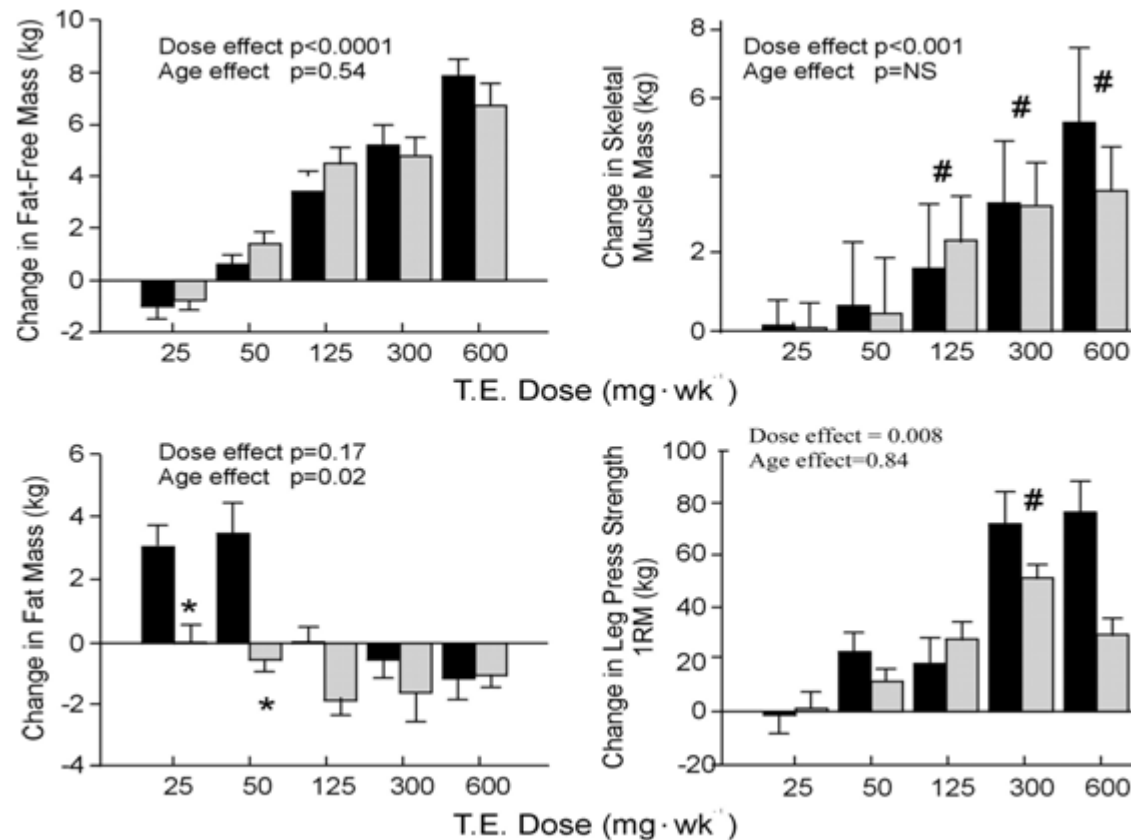 Change in Fat-Free Mass (kg)
10
8
6
4
2
0
-2
Dose effect p<0.0001
Age effect p=0.54
25 50 125 300 600
Change in Skeletal
Muscle Mass (kg)
8
6
2
0
Dose effect p<0.001
Age effect p=NS
#
#
#
25 50 125 300 600
T.E. Dose (mg·wk⁻¹)
Change in Fat Mass (kg)
6
4
2
0
-2
-4
Dose effect p=0.17
Age effect p=0.02
*
*
25 50 125 300 600
Change in Leg Press Strength
1RM (kg)
100
80
60
40
20
0
-20
Dose effect = 0.008
Age effect=0.84
#
25 50 125 300 600
T.E. Dose (mg·wk⁻¹)